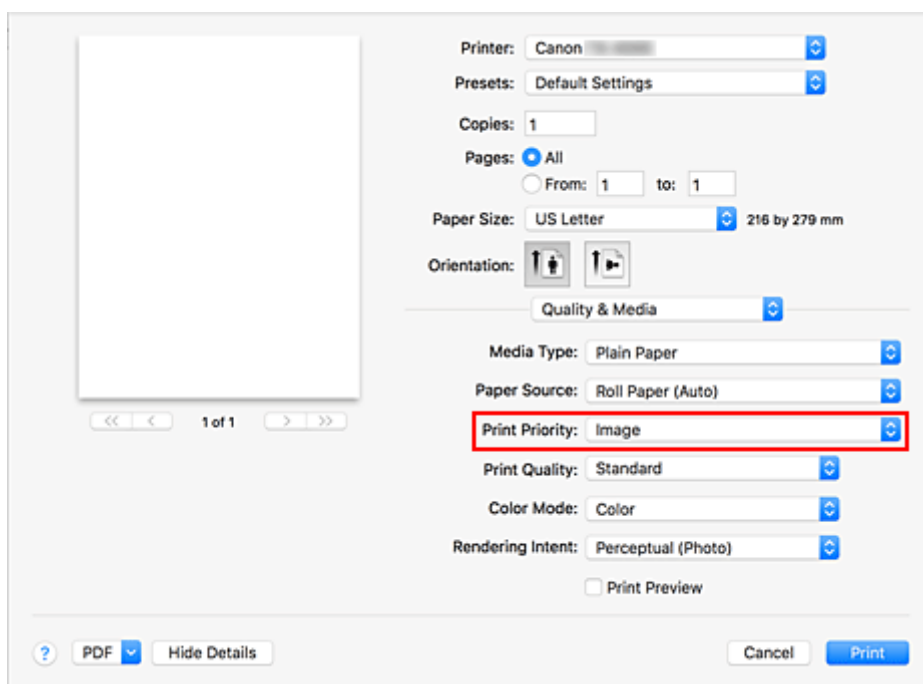 Printer: Canon
Presets: Default Settings
Copies: 1
Pages: All
From: 1 to: 1
Paper Size: US Letter 216 by 279 mm
Orientation:
Quality & Media
Media Type: Plain Paper
Paper Source: Roll Paper (Auto)
1 of 1
Print Priority: Image
Print Quality: Standard
Color Mode: Color
Rendering Intent: Perceptual (Photo)
Print Preview
? PDF Hide Details Cancel Print